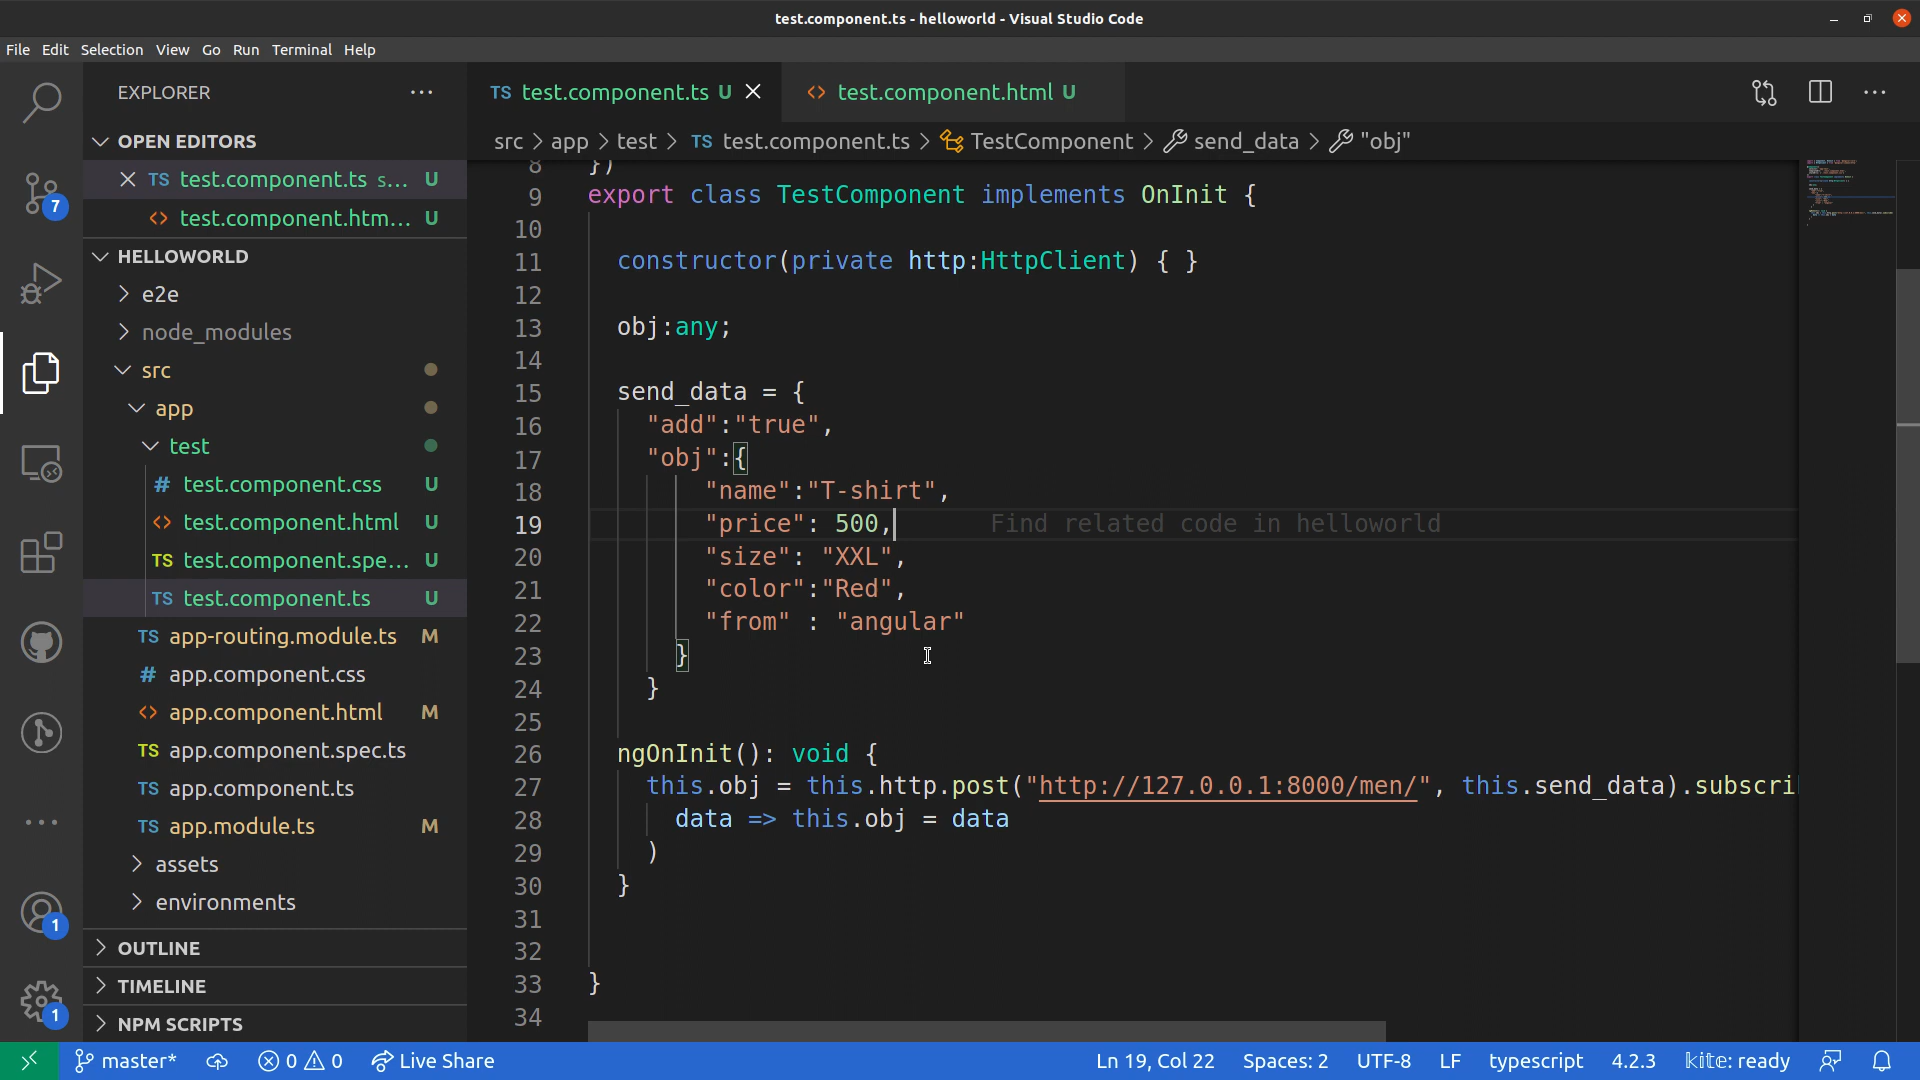 test.component.ts - helloworld - Visual Studio Code
File Edit Selection View Go Run Terminal Help
EXPLORER
OPEN EDITORS
TS test.component.ts s... U
<> test.component.htm... U
HELLOWORLD
e2e
node_modules
src
app
test
# test.component.css U
<> test.component.html U
TS test.component.spe... U
TS test.component.ts U
TS app-routing.module.ts M
# app.component.css
<> app.component.html M
TS app.component.spec.ts
TS app.component.ts
TS app.module.ts M
assets
environments
OUTLINE
TIMELINE
NPM SCRIPTS
7
1
1
TS test.component.ts U
<> test.component.html U
src > app > test > TS test.component.ts > TestComponent > send_data > "obj"
8 })
9 export class TestComponent implements OnInit {
10
11 constructor(private http:HttpClient) { }
12
13 obj:any;
14
15 send_data = {
16 "add":"true",
17 "obj":{
18 "name":"T-shirt",
19 "price": 500, Find related code in helloworld
20 "size": "XXL",
21 "color":"Red",
22 "from" : "angular"
23 }
24 }
25
26 ngOnInit(): void {
27 this.obj = this.http.post("http://127.0.0.1:8000/men/", this.send_data).subscri
28 data => this.obj = data
29 )
30 }
31
32
33 }
34
master* 0 0 Live Share Ln 19, Col 22 Spaces: 2 UTF-8 LF typescript 4.2.3 kite: ready